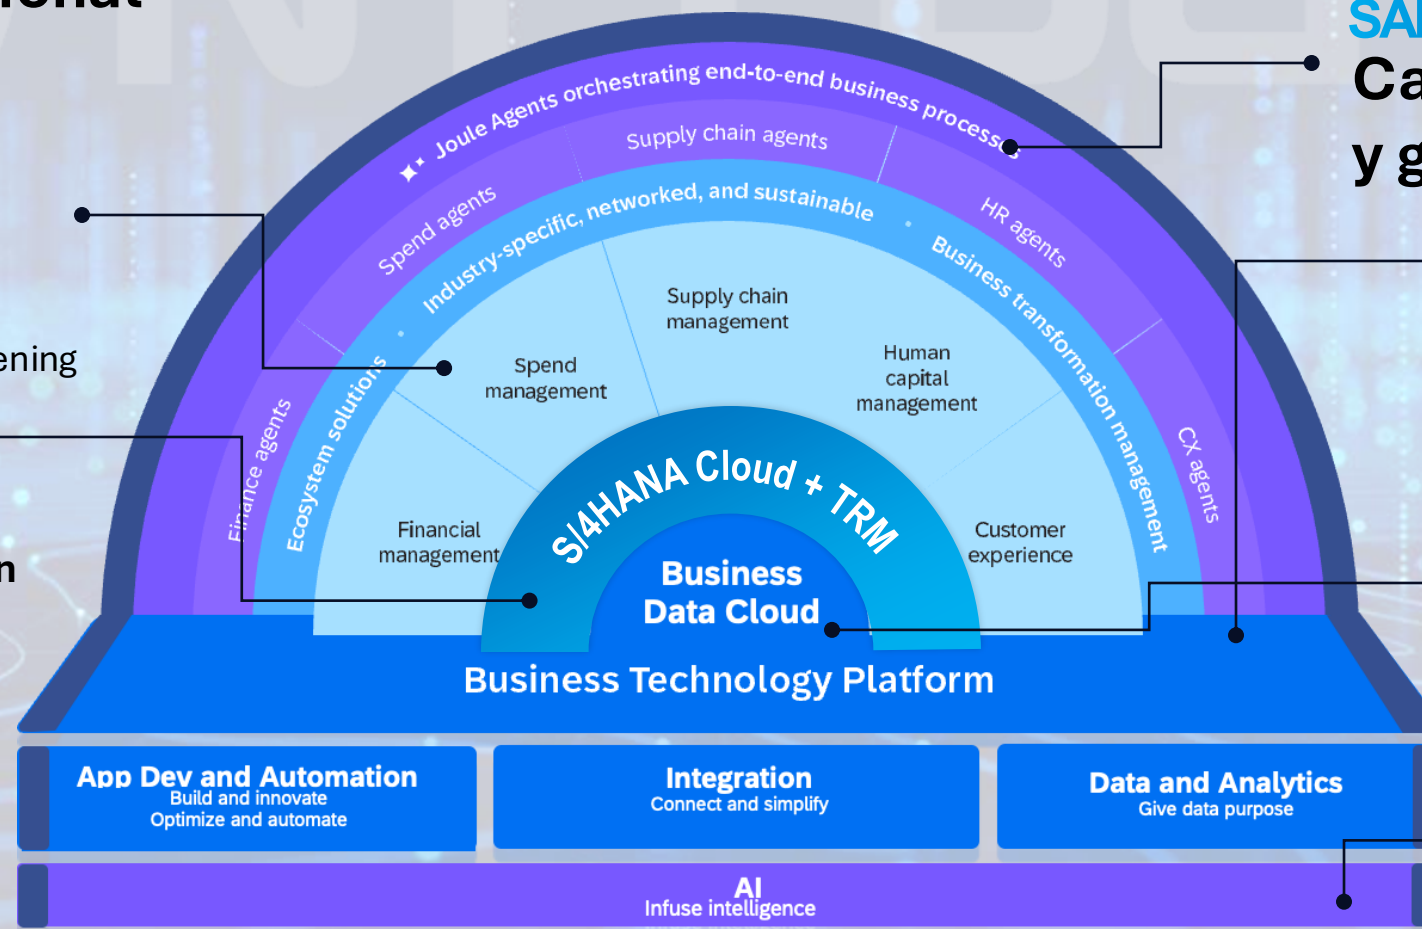 SA
Ca
y g
ening
n
Joule Agents orchestrating end-to-end business processes
Spend agents
Supply chain agents
HR agents
Finance agents
CX agents
Ecosystem solutions • Industry-specific, networked, and sustainable • Business transformation management
Supply chain
management
Spend
management
Human
capital
management
Financial
management
Customer
experience
S/4HANA Cloud + TRM
Business
Data Cloud
Business Technology Platform
App Dev and Automation
Build and innovate
Optimize and automate
Integration
Connect and simplify
Data and Analytics
Give data purpose
AI
Infuse intelligence